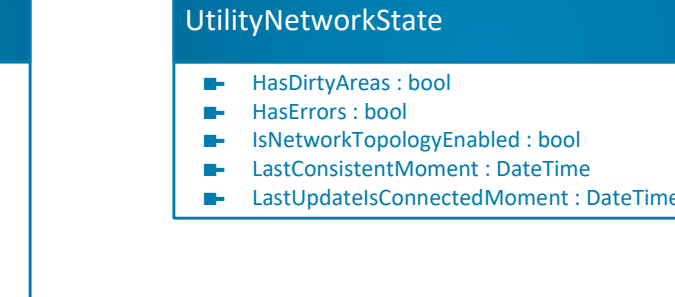 UtilityNetworkState
HasDirtyAreas : bool
HasErrors : bool
IsNetworkTopologyEnabled : bool
LastConsistentMoment : DateTime
LastUpdateIsConnectedMoment : DateTime